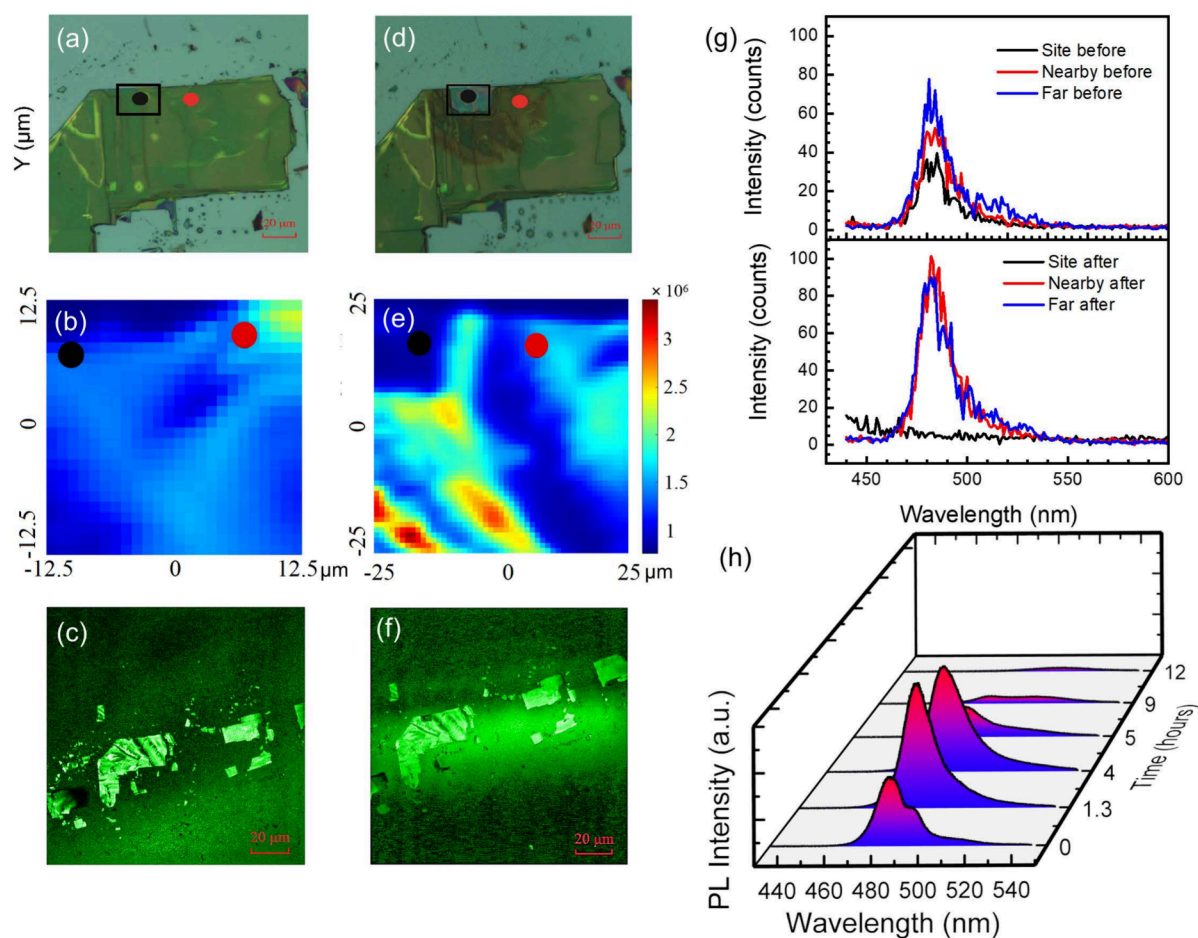 (a)
Y (µm)
20 µm
(d)
20 µm
(g)
Intensity (counts)
100
80
60
40
20
0
Site before
Nearby before
Far before
Intensity (counts)
100
80
60
40
20
0
Site after
Nearby after
Far after
450
500
550
600
Wavelength (nm)
(b)
12.5
0
-12.5
-12.5
0
12.5 µm
(e)
25
0
-25
-25
0
25 µm
× 10⁶
3.5
3
2.5
2
1.5
1
(c)
20 µm
(f)
20 µm
(h)
PL Intensity (a.u.)
440 460 480 500 520 540
Wavelength (nm)
0
1.3
4
5
9
12
Time (hours)